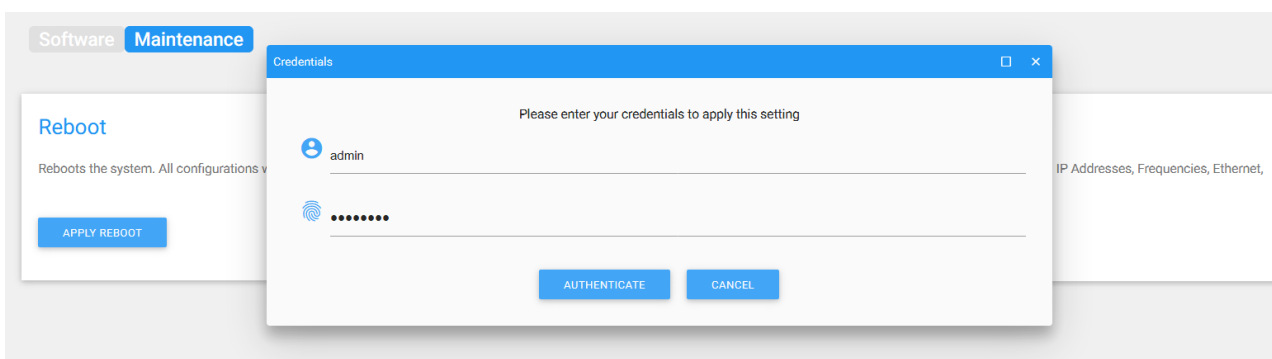 Software Maintenance
Credentials
Please enter your credentials to apply this setting
admin
••••••••
AUTHENTICATE CANCEL
Reboot
Reboots the system. All configurations
APPLY REBOOT
IP Addresses, Frequencies, Ethernet,